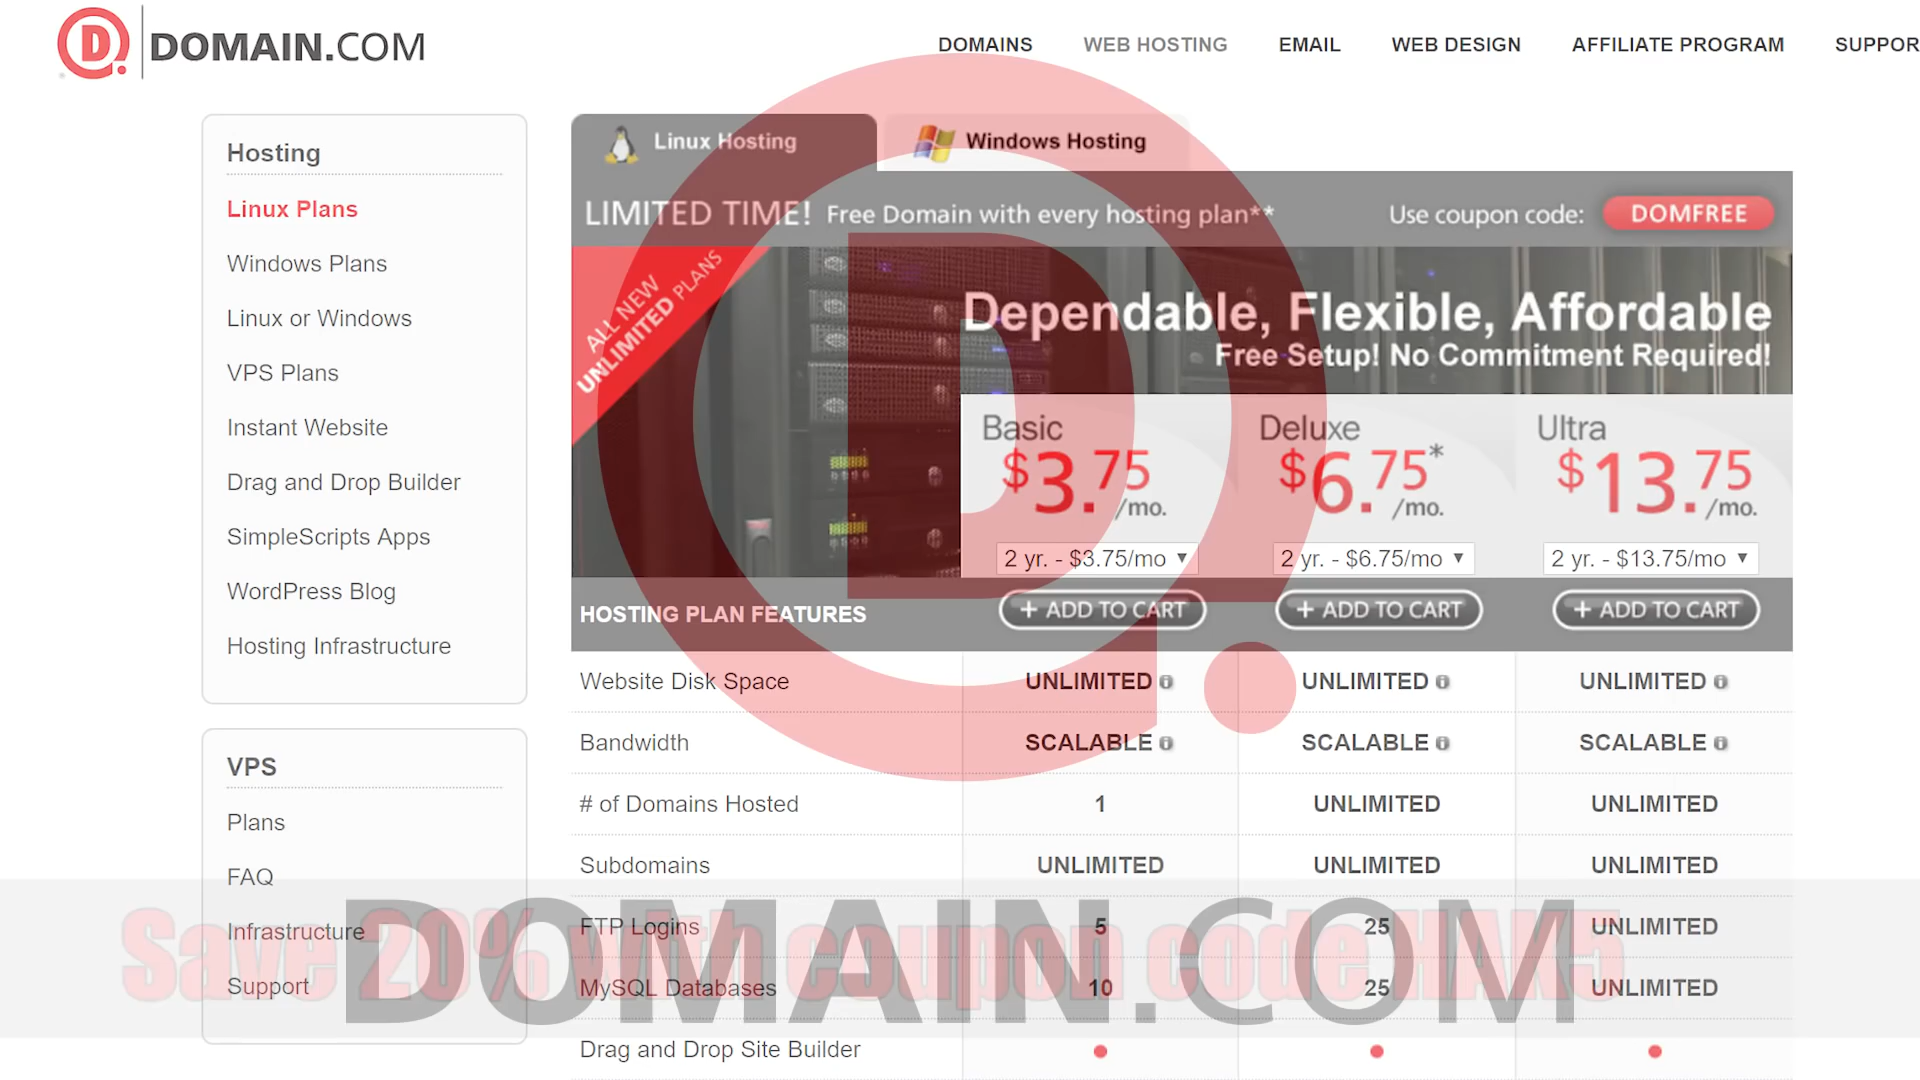 DOMAIN.COM
DOMAINS WEB HOSTING EMAIL WEB DESIGN AFFILIATE PROGRAM SUPPOR
Hosting
Linux Plans
Windows Plans
Linux or Windows
VPS Plans
Instant Website
Drag and Drop Builder
SimpleScripts Apps
WordPress Blog
Hosting Infrastructure
VPS
Plans
FAQ
Infrastructure
Support
Linux Hosting
Windows Hosting
LIMITED TIME! Free Domain with every hosting plan** Use coupon code: DOMFREE
ALL NEW
UNLIMITED PLANS
Dependable, Flexible, Affordable
Free Setup! No Commitment Required!
Basic Deluxe Ultra
$3.75/mo. $6.75*/mo. $13.75/mo.
2 yr. - $3.75/mo 2 yr. - $6.75/mo 2 yr. - $13.75/mo
HOSTING PLAN FEATURES + ADD TO CART + ADD TO CART + ADD TO CART
Website Disk Space UNLIMITED UNLIMITED UNLIMITED
Bandwidth SCALABLE SCALABLE SCALABLE
# of Domains Hosted 1 UNLIMITED UNLIMITED
Subdomains UNLIMITED UNLIMITED UNLIMITED
FTP Logins 5 25 UNLIMITED
MySQL Databases 10 25 UNLIMITED
Drag and Drop Site Builder
Save 20% with coupon code HAK5
DOMAIN.COM